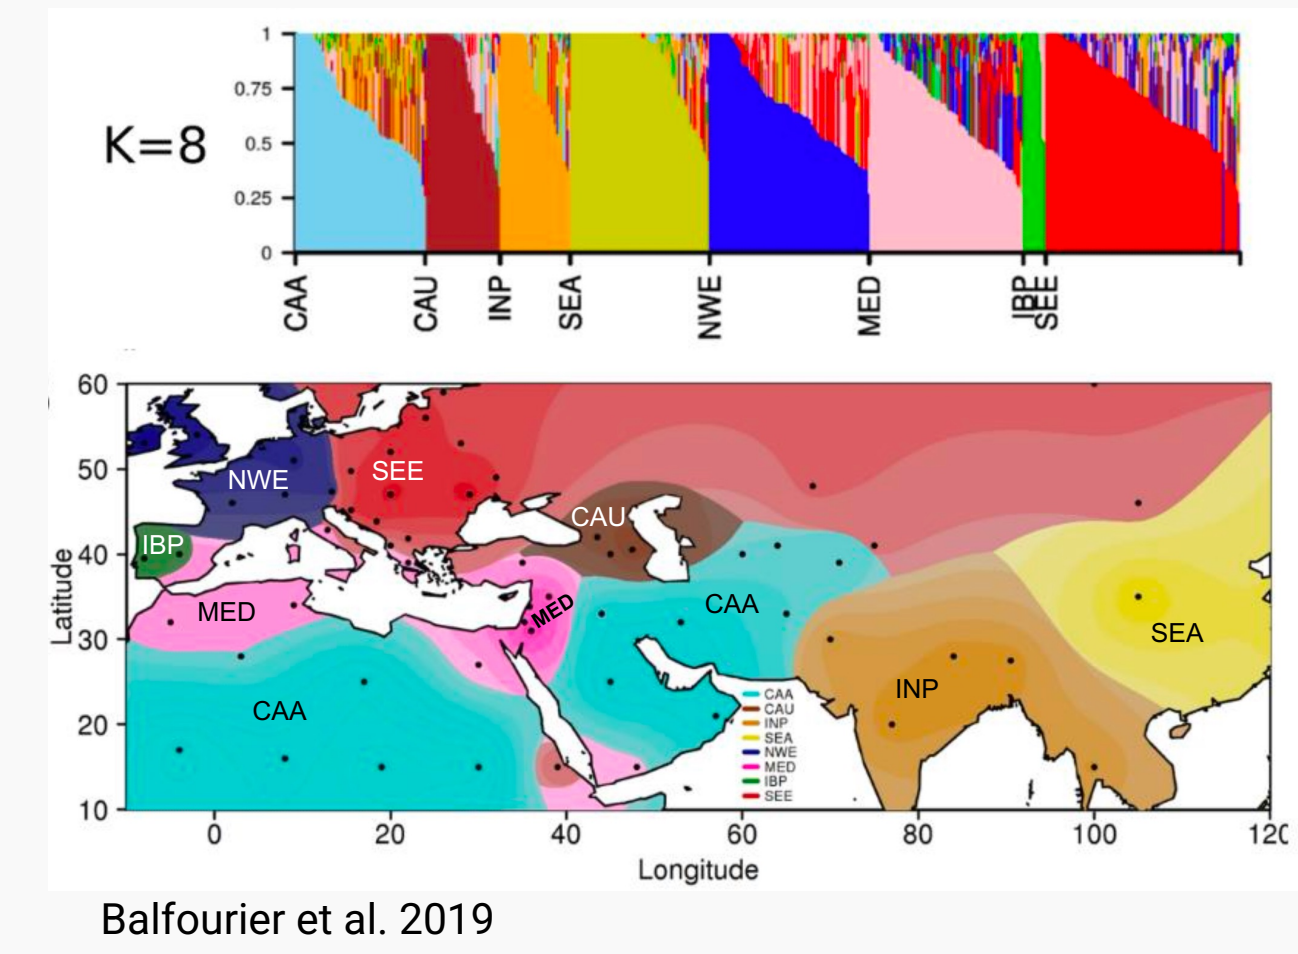 K=8
1
0.75
0.5
0.25
0
CAA
CAU
INP
SEA
NWE
MED
IBP
SEE
60
50
40
30
20
10
Latitude
NWE
SEE
CAU
IBP
MED
MED
CAA
SEA
INP
CAA
CAA
CAU
INP
SEA
NWE
MED
IBP
SEE
0 20 40 60 80 100 120
Longitude
Balfourier et al. 2019